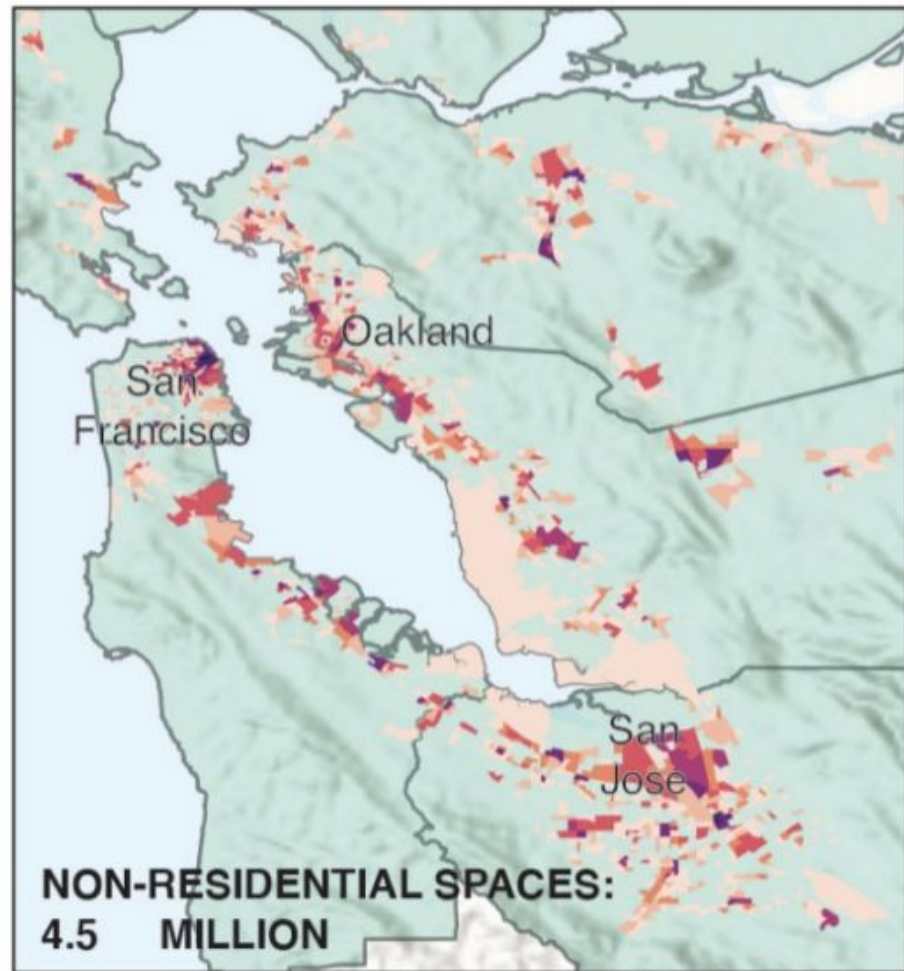 Oakland
San
Francisco
San
Jose
NON-RESIDENTIAL SPACES:
4.5 MILLION